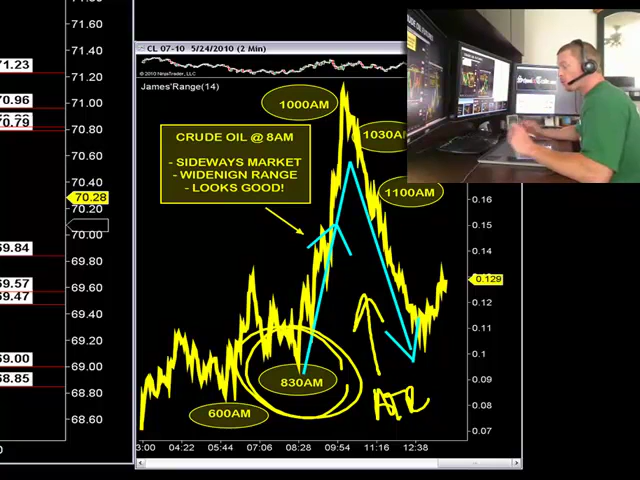 71.60
71.40
71.20
71.00
70.80
70.60
70.40
70.28
70.20
70.00
69.80
69.60
69.40
69.20
69.00
68.80
68.60
71.23
70.96
70.79
69.84
69.57
69.47
69.00
68.85
CL 07-10 5/24/2010 (2 Min)
© 2010 NinjaTrader, LLC
James'Range(14)
1000AM
1030AM
CRUDE OIL @ 8AM
- SIDEWAYS MARKET
- WIDENIGN RANGE
- LOOKS GOOD!
1100AM
830AM
600AM
ATR
0.16
0.14
0.129
0.12
0.11
0.1
0.09
0.08
0.07
3:00 04:22 05:44 07:06 08:28 09:54 11:16 12:38